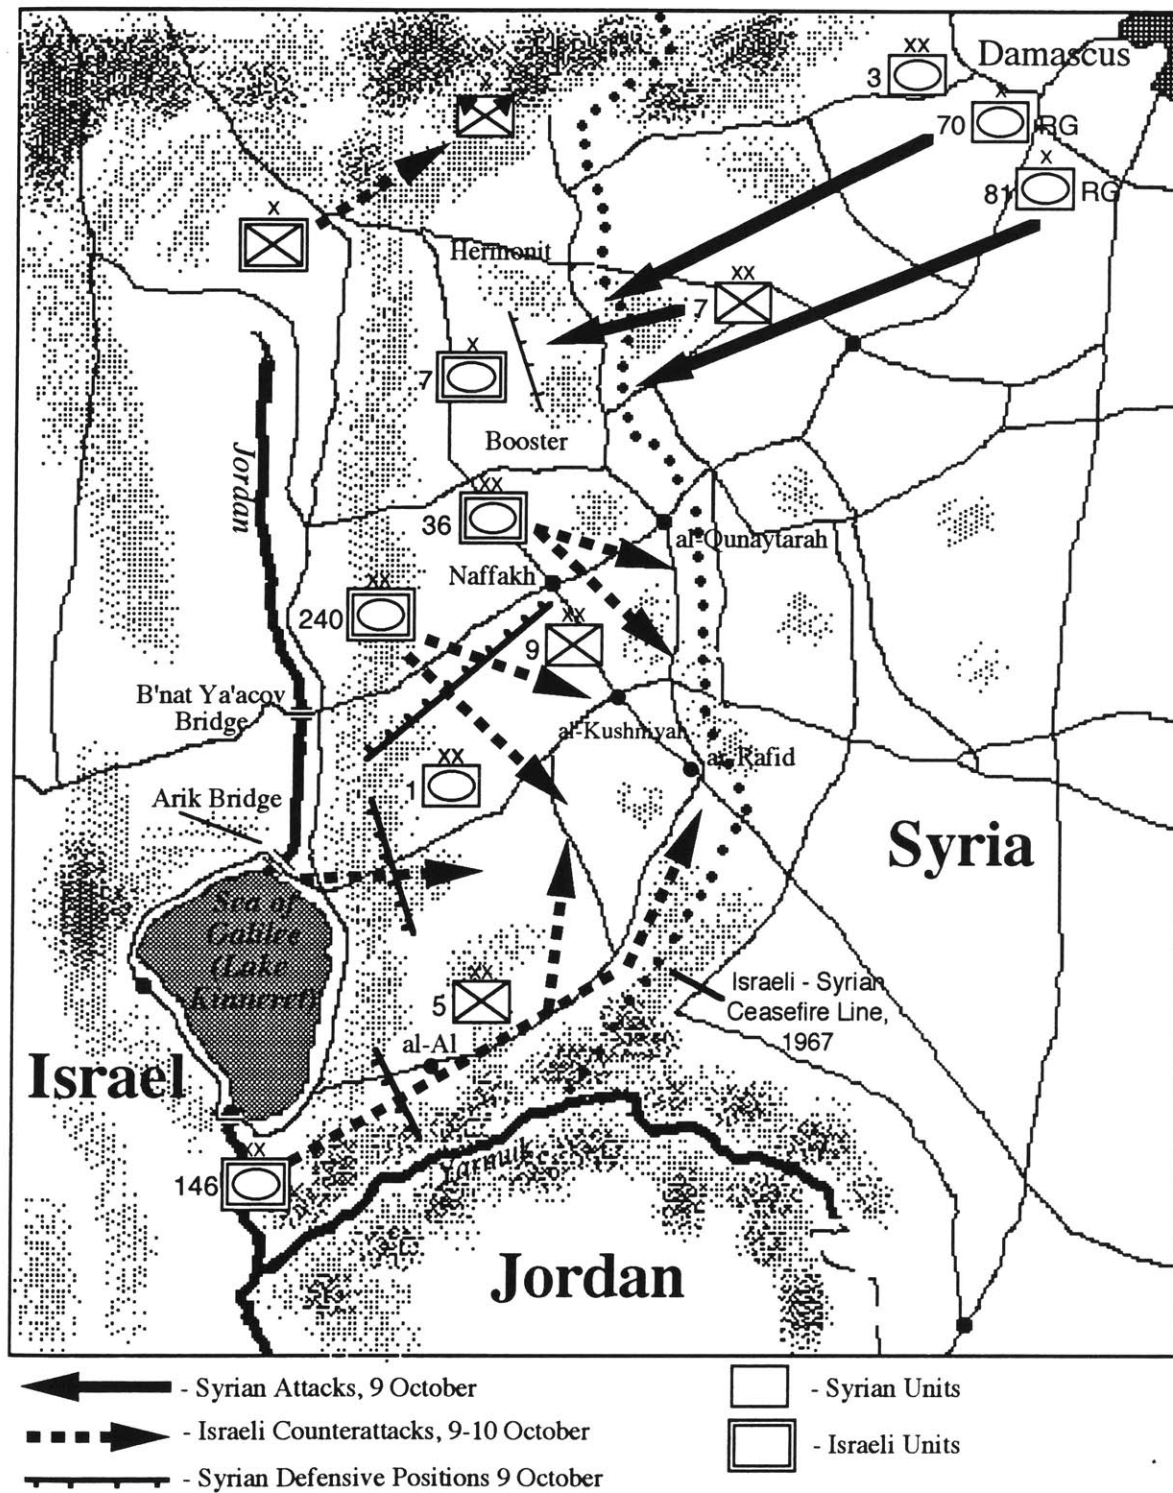 XX
Damascus
3
X
70
RG
X
X
81
RG
X
Hermonit
XX
7
X
7
Booster
XXX
36
al-Qunaytarah
Naffakh
XX
240
XX
9
B'nat Ya'acov
Bridge
al-Kushniyah
ar-Rafid
XX
1
Arik Bridge
Jordan
Syria
Sea of
Galilee
(Lake
Kinneret)
XX
5
Israeli - Syrian
Ceasefire Line,
1967
al-Al
Israel
XX
146
Yarmuk
Jordan
- Syrian Attacks, 9 October
- Israeli Counterattacks, 9-10 October
- Syrian Defensive Positions 9 October
- Syrian Units
- Israeli Units